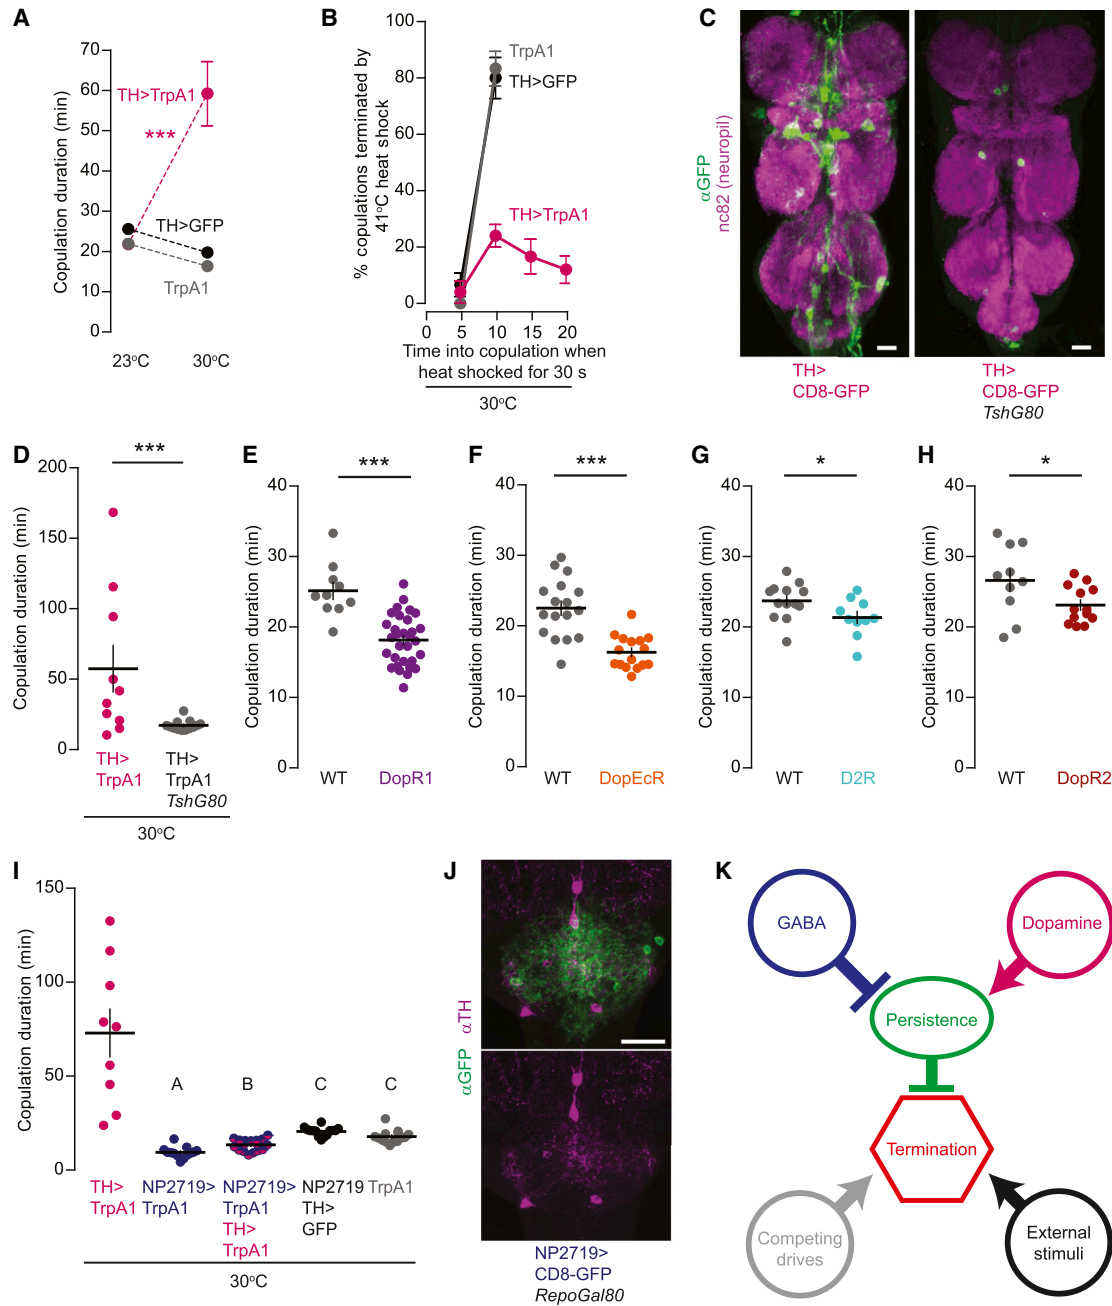 A
Copulation duration (min)
70
60
50
40
30
20
10
0
TH>TrpA1
***
TH>GFP
TrpA1
23°C
30°C
B
% copulations terminated by
41°C heat shock
100
80
60
40
20
0
TrpA1
TH>GFP
TH>TrpA1
0
5
10
15
20
Time into copulation when
heat shocked for 30 s
30°C
C
αGFP
nc82 (neuropil)
TH>
CD8-GFP
TH>
CD8-GFP
TshG80
D
Copulation duration (min)
200
150
100
50
0
***
TH>
TrpA1
TH>
TrpA1
TshG80
30°C
E
Copulation duration (min)
40
30
20
10
0
***
WT
DopR1
F
Copulation duration (min)
40
30
20
10
0
***
WT
DopEcR
G
Copulation duration (min)
40
30
20
10
0
*
WT
D2R
H
Copulation duration (min)
40
30
20
10
0
*
WT
DopR2
I
Copulation duration (min)
150
100
50
0
A
B
C
C
TH>
TrpA1
NP2719>
TrpA1
NP2719>
TrpA1
TH>
TrpA1
NP2719
TH>
GFP
TrpA1
30°C
J
αTH
αGFP
NP2719>
CD8-GFP
RepoGal80
K
GABA
Dopamine
Persistence
Termination
Competing
drives
External
stimuli